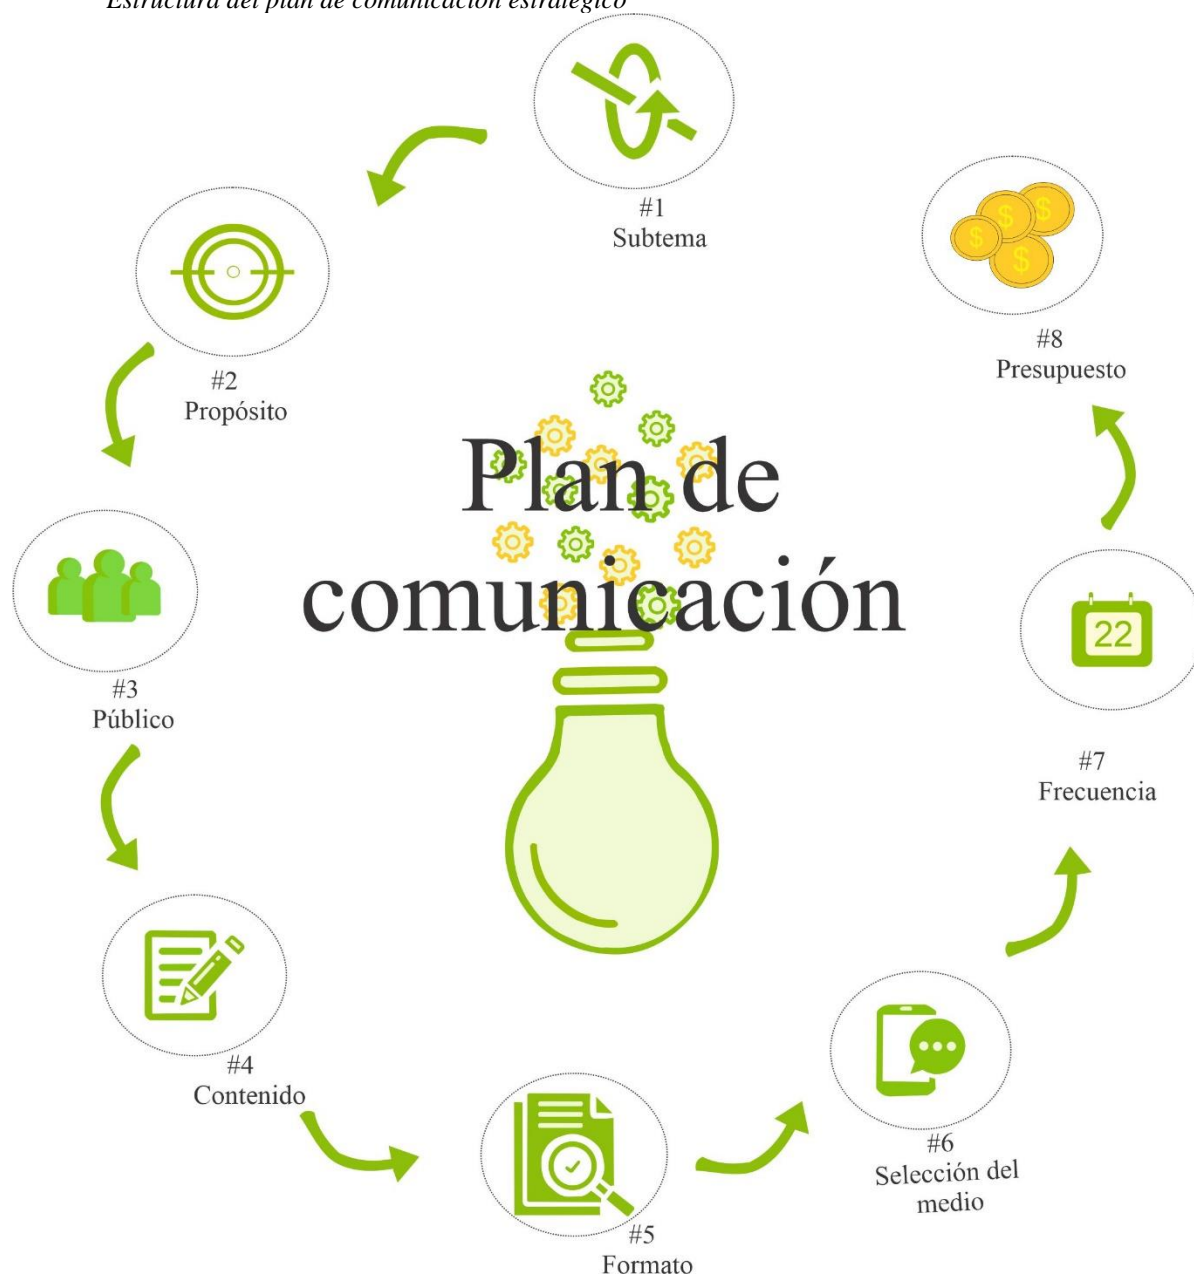 Estructura del plan de comunicación estratégico
#1
Subtema
#2
Propósito
#3
Público
#4
Contenido
#5
Formato
#6
Selección del
medio
#7
Frecuencia
22
#8
Presupuesto
$ $ $ $
Plan de
comunicación